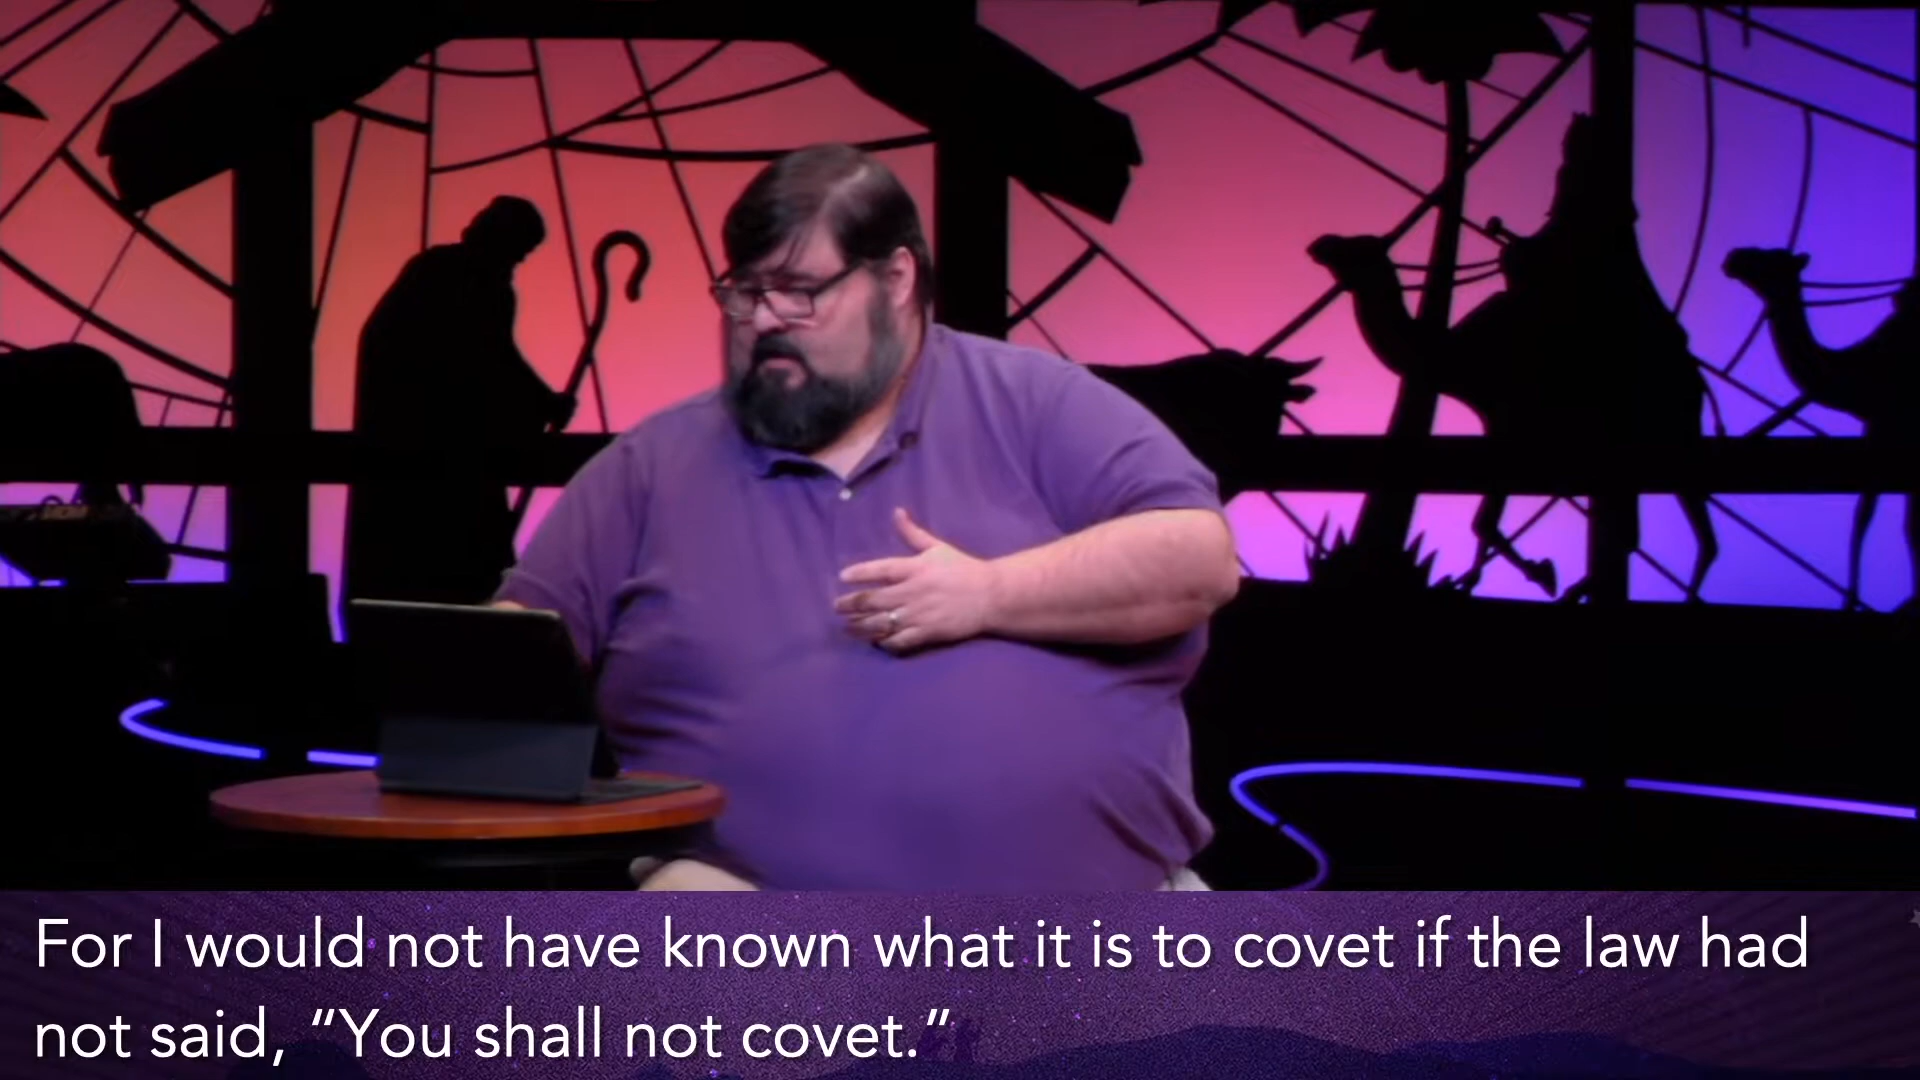 For I would not have known what it is to covet if the law had
not said, “You shall not covet.”